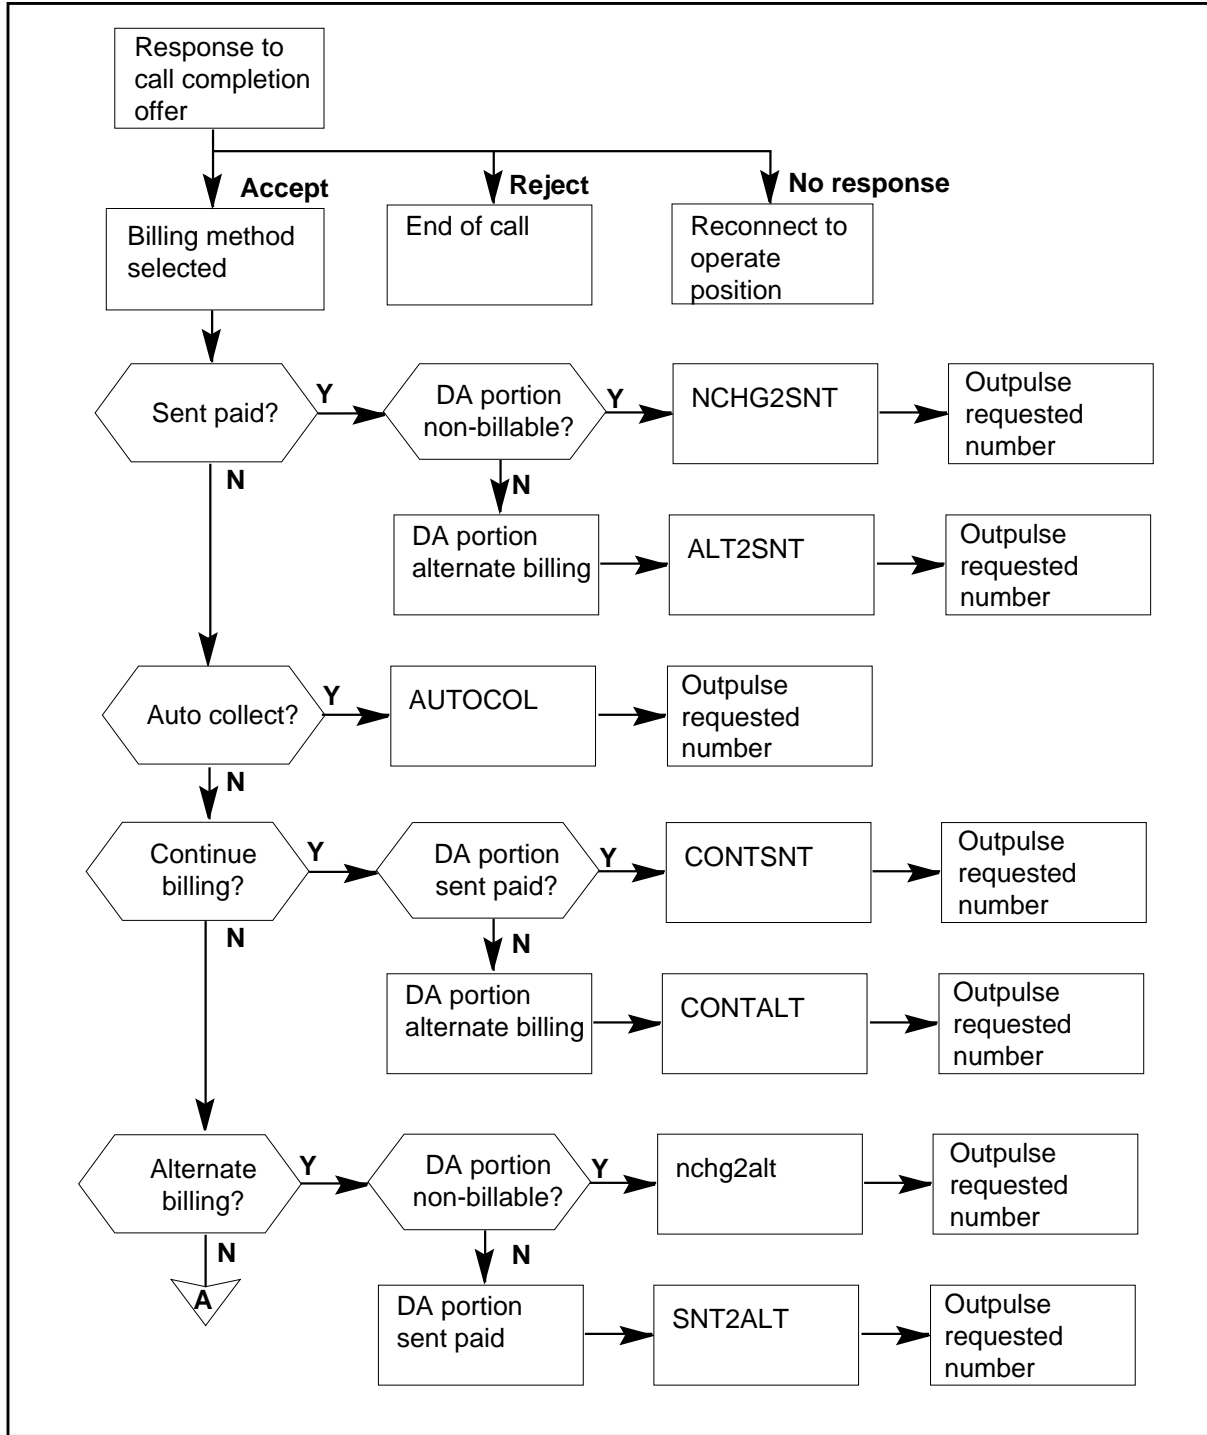 Response to
call completion
offer
Accept
Reject
No response
Billing method
selected
End of call
Reconnect to
operate
position
Sent paid?
Y
DA portion
non-billable?
Y
NCHG2SNT
Outpulse
requested
number
N
N
DA portion
alternate billing
ALT2SNT
Outpulse
requested
number
Auto collect?
Y
AUTOCOL
Outpulse
requested
number
N
Continue
billing?
Y
DA portion
sent paid?
Y
CONTSNT
Outpulse
requested
number
N
N
DA portion
alternate billing
CONTALT
Outpulse
requested
number
Alternate
billing?
Y
DA portion
non-billable?
Y
nchg2alt
Outpulse
requested
number
N
N
A
DA portion
sent paid
SNT2ALT
Outpulse
requested
number